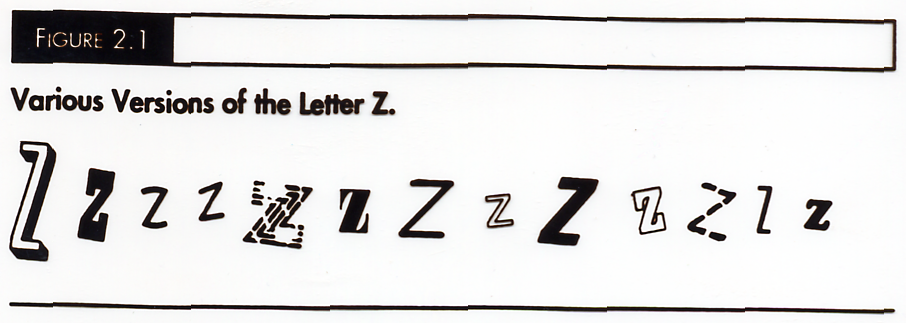 FIGURE 2.1
Various Versions of the Letter Z.
Z Z Z Z Z Z Z Z Z Z Z Z Z